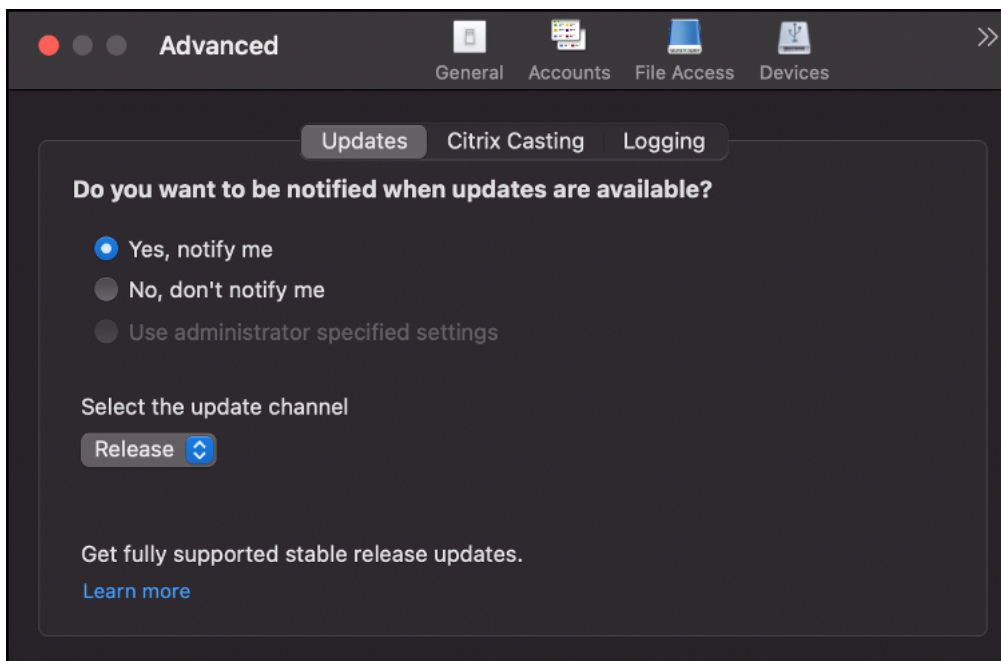 Advanced
General Accounts File Access Devices
Updates Citrix Casting Logging
Do you want to be notified when updates are available?
Yes, notify me
No, don't notify me
Use administrator specified settings
Select the update channel
Release
Get fully supported stable release updates.
Learn more